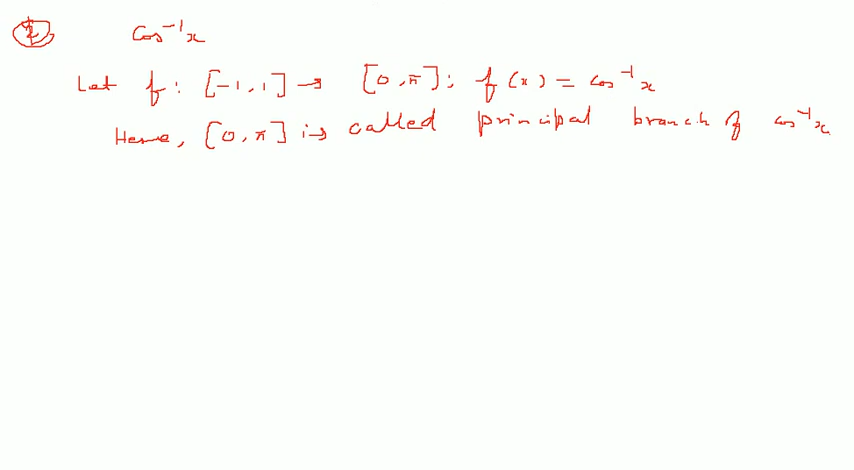 2 cos⁻¹x
Let f : [-1, 1] → [0, π] ; f(x) = cos⁻¹x
Here, [0, π] is called principal branch of cos⁻¹x